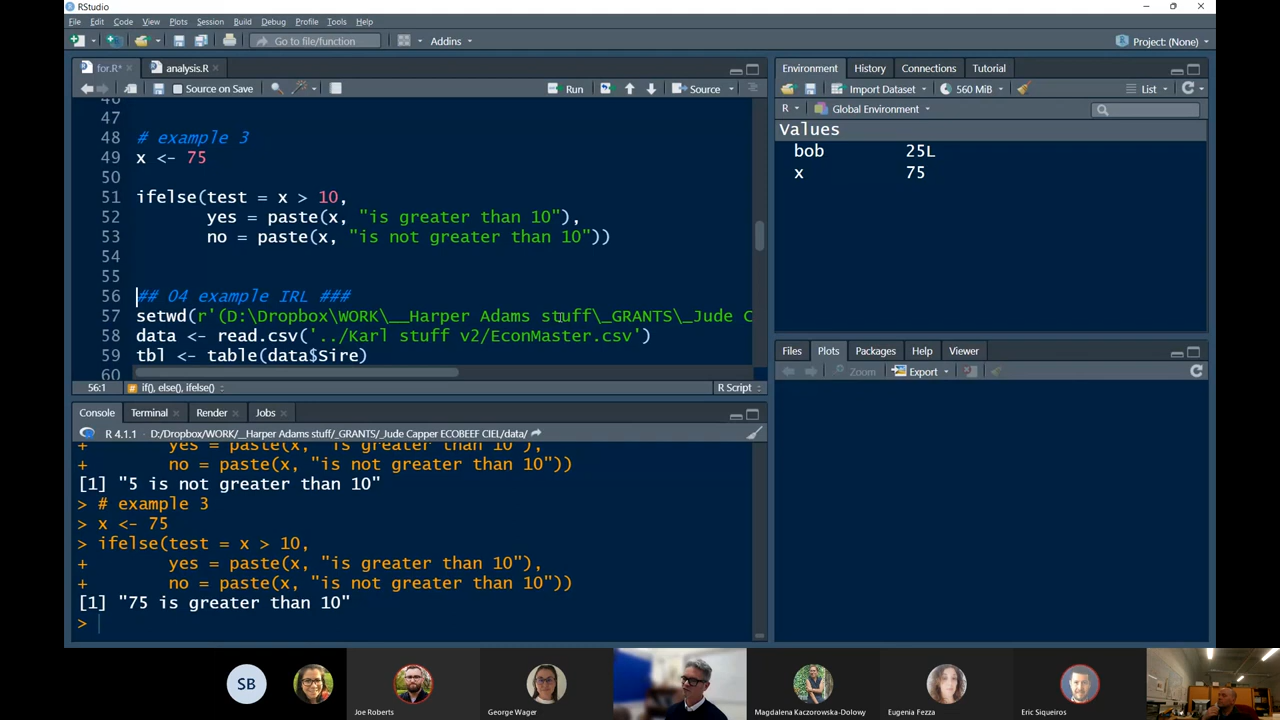 RStudio
File Edit Code View Plots Session Build Debug Profile Tools Help
Go to file/function Addins Project: (None)
for.R* analysis.R
Source on Save Run Source
46
47
48 # example 3
49 x <- 75
50
51 ifelse(test = x > 10,
52 yes = paste(x, "is greater than 10"),
53 no = paste(x, "is not greater than 10"))
54
55
56 ## O4 example IRL ###
57 setwd(r'(D:\Dropbox\WORK\__Harper Adams stuff\_GRANTS\_Jude C
58 data <- read.csv('../Karl stuff v2/EconMaster.csv')
59 tbl <- table(data$Sire)
60
56:1 if(), else(), ifelse() R Script
Console Terminal Render Jobs
R 4.1.1 · D:/Dropbox/WORK/__Harper Adams stuff/_GRANTS/_Jude Capper ECOBEEF CIEL/data/
+ yes = paste(x, "is greater than 10"),
+ no = paste(x, "is not greater than 10"))
[1] "5 is not greater than 10"
> # example 3
> x <- 75
> ifelse(test = x > 10,
+ yes = paste(x, "is greater than 10"),
+ no = paste(x, "is not greater than 10"))
[1] "75 is greater than 10"
>
Environment History Connections Tutorial
Import Dataset 560 MiB List
R Global Environment
Values
bob 25L
x 75
Files Plots Packages Help Viewer
Zoom Export
SB
Joe Roberts
George Wager
Magdalena Kaczorowska-Dolowy
Eugenia Fezza
Eric Siqueiros